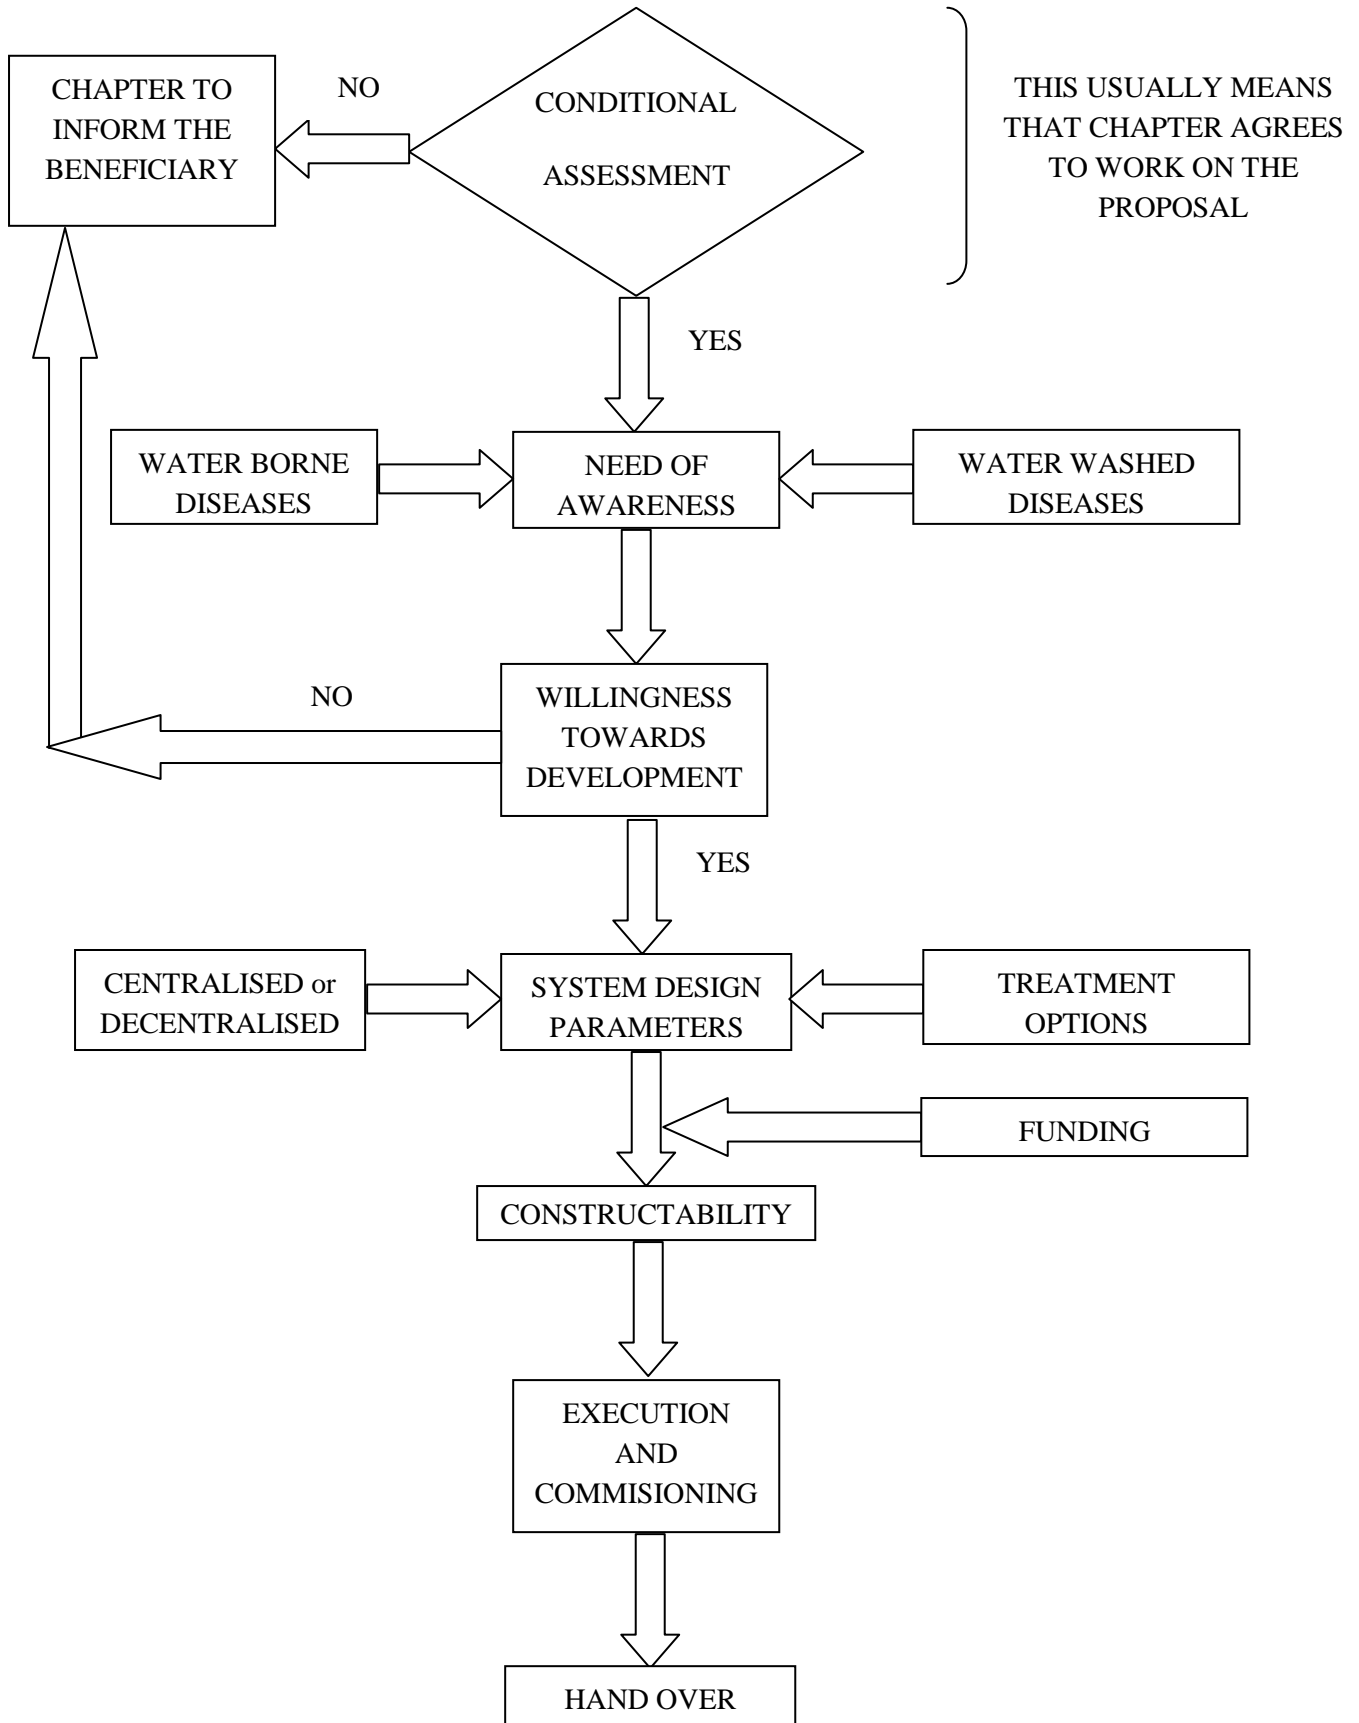 CHAPTER TO
INFORM THE
BENEFICIARY
NO
CONDITIONAL
ASSESSMENT
THIS USUALLY MEANS
THAT CHAPTER AGREES
TO WORK ON THE
PROPOSAL
YES
WATER BORNE
DISEASES
NEED OF
AWARENESS
WATER WASHED
DISEASES
NO
WILLINGNESS
TOWARDS
DEVELOPMENT
YES
CENTRALISED or
DECENTRALISED
SYSTEM DESIGN
PARAMETERS
TREATMENT
OPTIONS
FUNDING
CONSTRUCTABILITY
EXECUTION
AND
COMMISIONING
HAND OVER